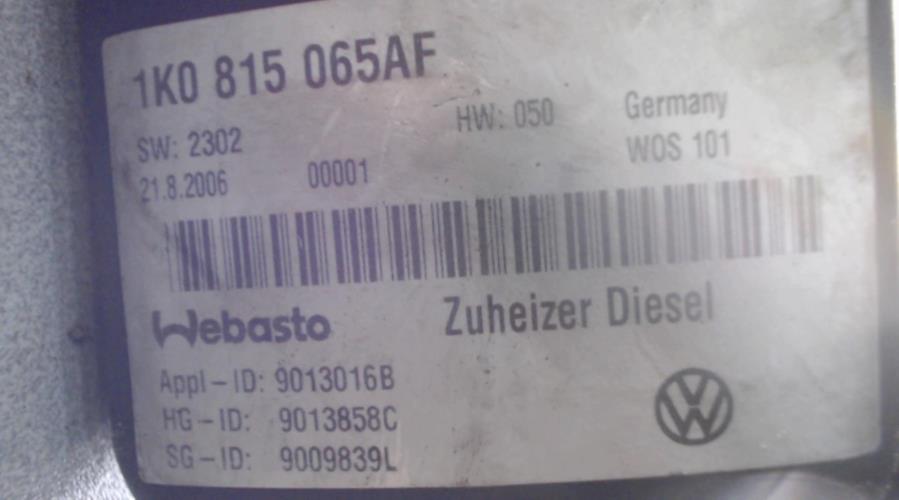 1K0 815 065AF
SW: 2302 HW: 050 Germany
21.8.2006 00001 WOS 101
Webasto Zuheizer Diesel
Appl-ID: 9013016B
HG-ID: 9013858C
SG-ID: 9009839L
VW